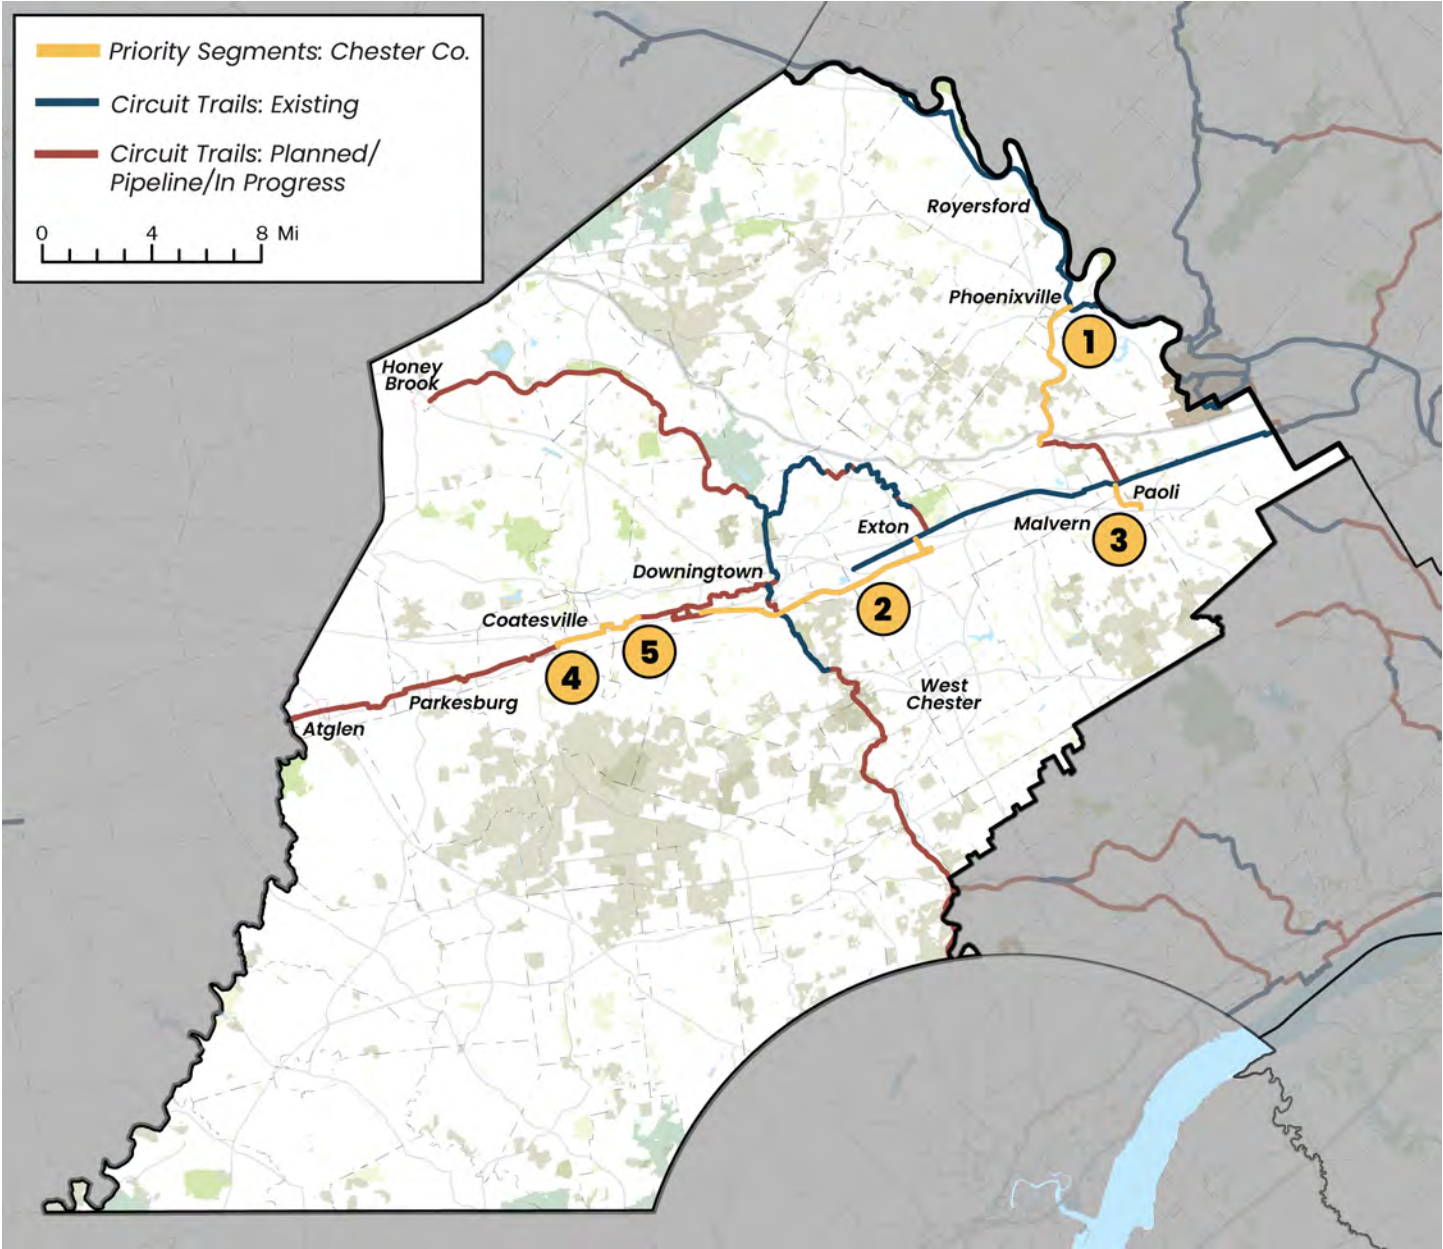 Priority Segments: Chester Co.
Circuit Trails: Existing
Circuit Trails: Planned/
Pipeline/In Progress
0 4 8 Mi
Royersford
Phoenixville
1
Honey
Brook
Paoli
Exton
Malvern
3
Downingtown
2
Coatesville
5
4
West
Chester
Parkesburg
Atglen